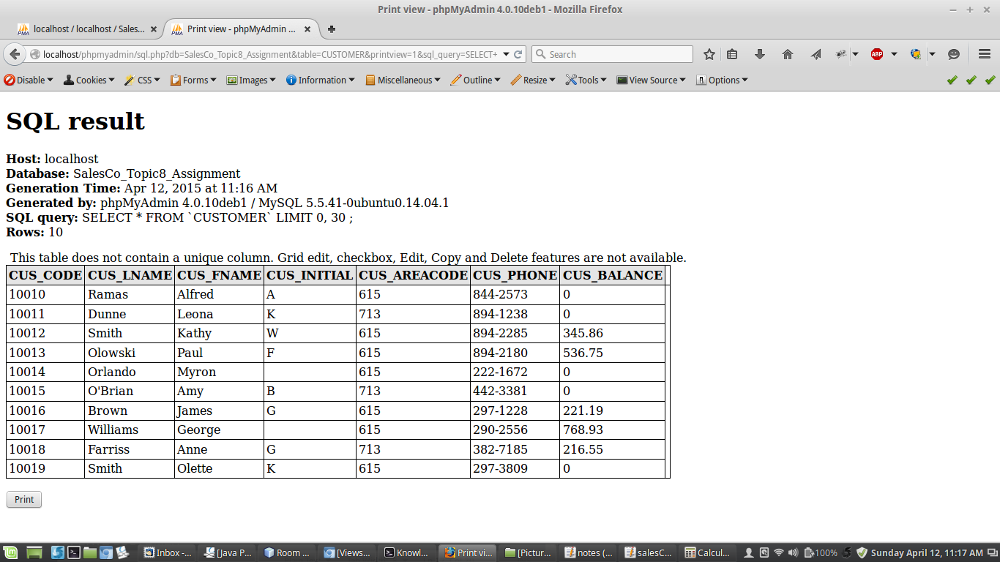 Print view - phpMyAdmin 4.0.10deb1 - Mozilla Firefox
localhost / localhost / Sales... Print view - phpMyAdmin ...
localhost/phpmyadmin/sql.php?db=SalesCo_Topic8_Assignment&table=CUSTOMER&printview=1&sql_query=SELECT+ Search ABP
Disable Cookies CSS Forms Images Information Miscellaneous Outline Resize Tools View Source Options
SQL result
Host: localhost
Database: SalesCo_Topic8_Assignment
Generation Time: Apr 12, 2015 at 11:16 AM
Generated by: phpMyAdmin 4.0.10deb1 / MySQL 5.5.41-0ubuntu0.14.04.1
SQL query: SELECT * FROM `CUSTOMER` LIMIT 0, 30 ;
Rows: 10
This table does not contain a unique column. Grid edit, checkbox, Edit, Copy and Delete features are not available.
CUS_CODE CUS_LNAME CUS_FNAME CUS_INITIAL CUS_AREACODE CUS_PHONE CUS_BALANCE
10010 Ramas Alfred A 615 844-2573 0
10011 Dunne Leona K 713 894-1238 0
10012 Smith Kathy W 615 894-2285 345.86
10013 Olowski Paul F 615 894-2180 536.75
10014 Orlando Myron 615 222-1672 0
10015 O'Brian Amy B 713 442-3381 0
10016 Brown James G 615 297-1228 221.19
10017 Williams George 615 290-2556 768.93
10018 Farriss Anne G 713 382-7185 216.55
10019 Smith Olette K 615 297-3809 0
Print
Inbox -... [Java P... Room ... [Views... Knowl... Print vi... [Pictur... notes (... salesC... Calcul... 100% Sunday April 12, 11:17 AM